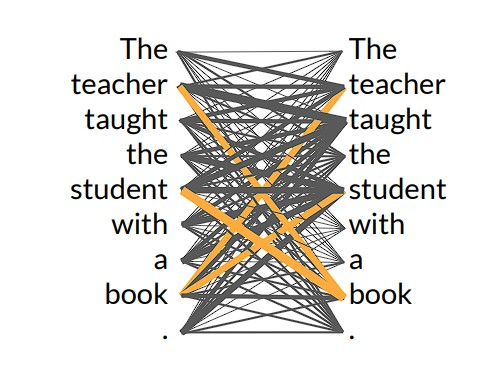 The The
teacher teacher
taught taught
the the
student student
with with
a a
book book
. .